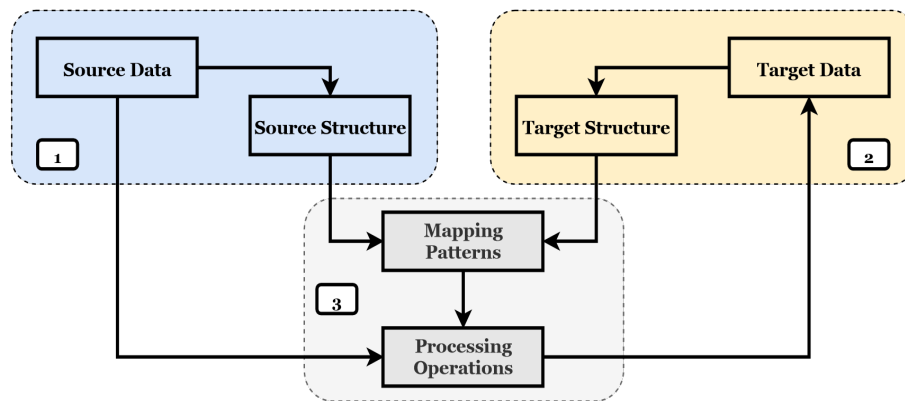 Source Data
Target Data
Source Structure
Target Structure
1
2
Mapping
Patterns
3
Processing
Operations